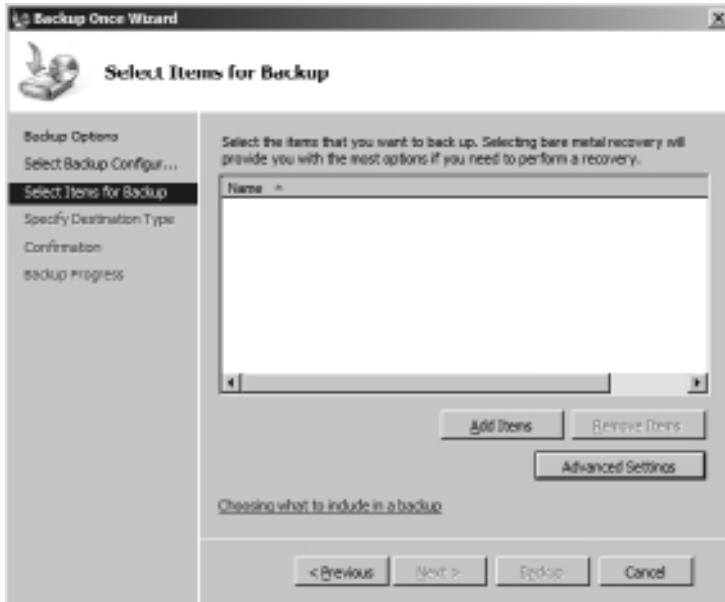 Backup Once Wizard
Select Items for Backup
Backup Options
Select Backup Configur...
Select Items for Backup
Specify Destination Type
Confirmation
Backup Progress
Select the items that you want to back up. Selecting bare metal recovery will
provide you with the most options if you need to perform a recovery.
Name
Add Items
Remove Items
Advanced Settings
Choosing what to include in a backup
< Previous
Next >
Backup
Cancel